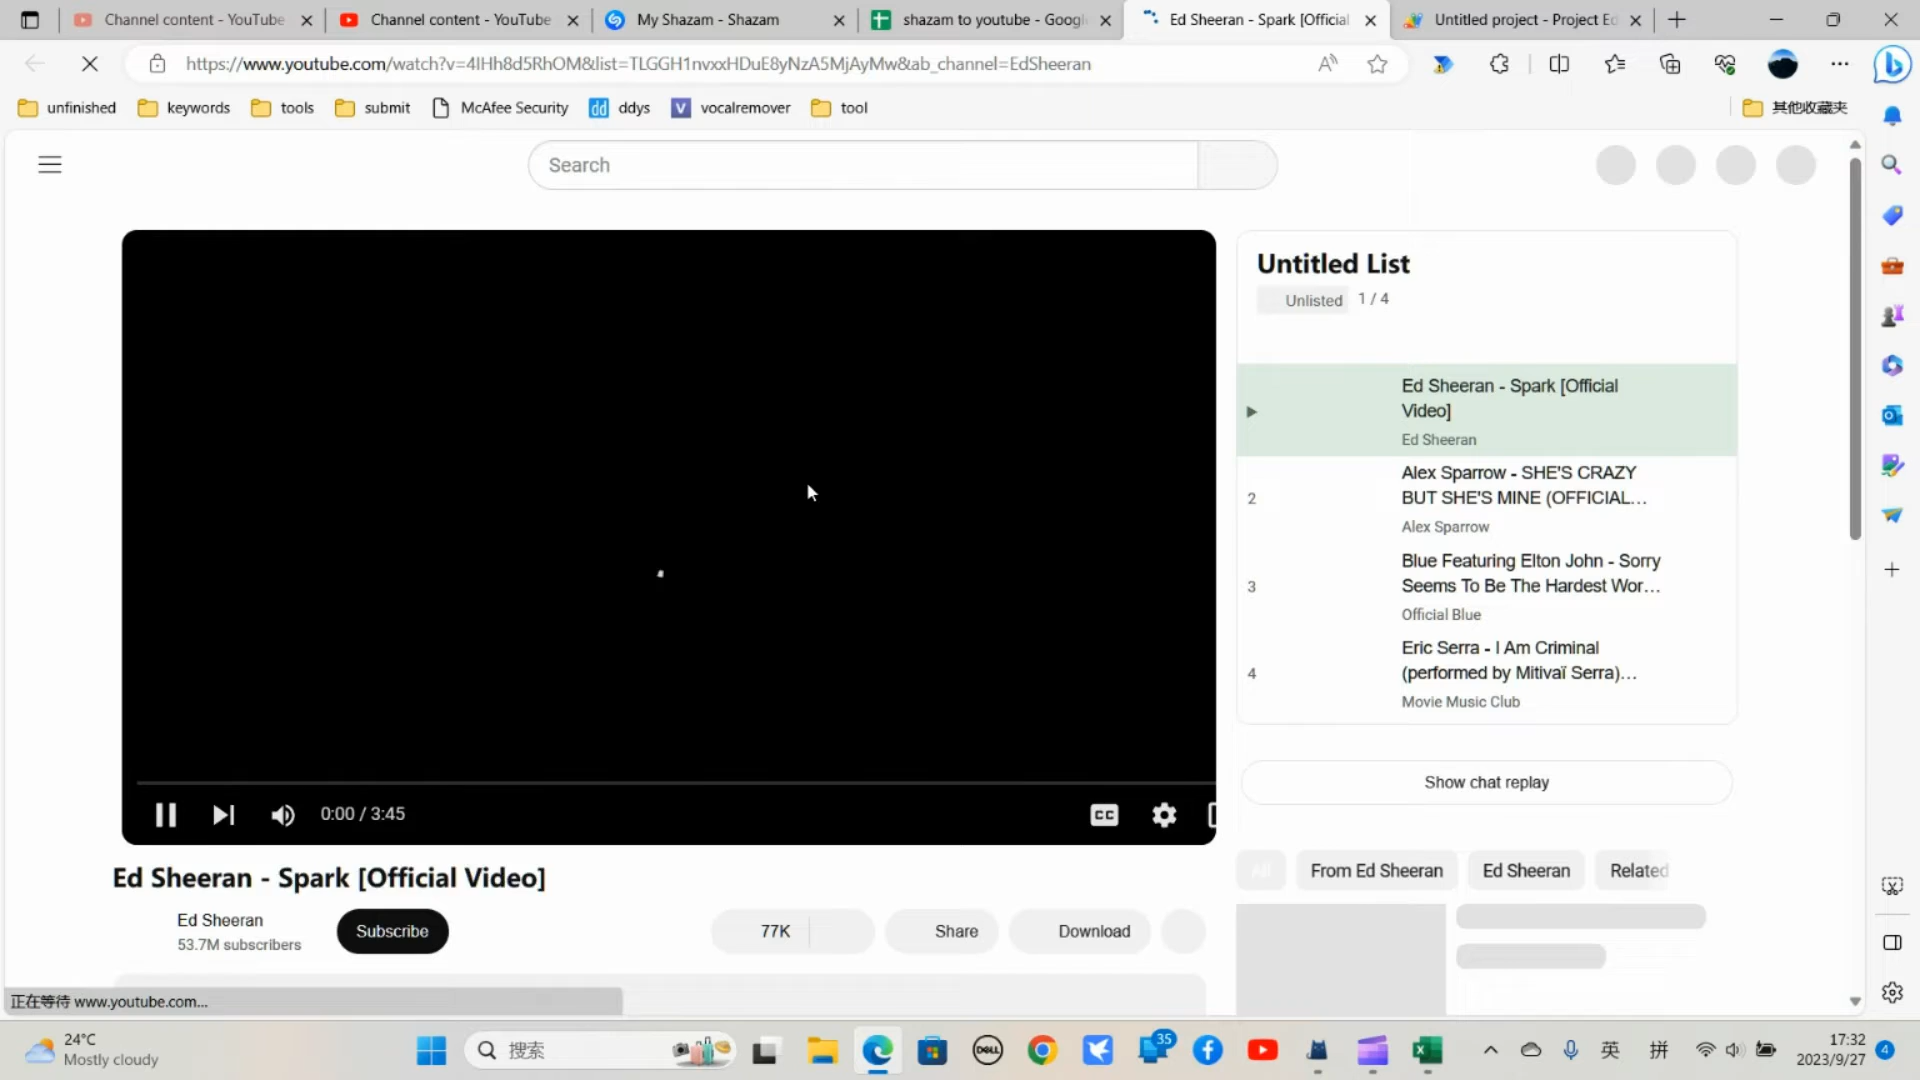 Channel content - YouTube
Channel content - YouTube
My Shazam - Shazam
shazam to youtube - Googl
Ed Sheeran - Spark [Official
Untitled project - Project Ed
https://www.youtube.com/watch?v=4IHh8d5RhOM&list=TLGGH1nvxxHDuE8yNzA5MjAyMw&ab_channel=EdSheeran
unfinished
keywords
tools
submit
McAfee Security
dd ddys
V vocalremover
tool
其他收藏夹
Search
Untitled List
Unlisted 1 / 4
Ed Sheeran - Spark [Official
Video]
Ed Sheeran
2
Alex Sparrow - SHE'S CRAZY
BUT SHE'S MINE (OFFICIAL...
Alex Sparrow
3
Blue Featuring Elton John - Sorry
Seems To Be The Hardest Wor...
Official Blue
4
Eric Serra - I Am Criminal
(performed by Mitivaï Serra)...
Movie Music Club
Show chat replay
0:00 / 3:45
CC
Ed Sheeran - Spark [Official Video]
Ed Sheeran
53.7M subscribers
Subscribe
77K
Share
Download
All
From Ed Sheeran
Ed Sheeran
Related
正在等待 www.youtube.com...
24°C
Mostly cloudy
搜索
DELL
35
英
拼
17:32
2023/9/27
4